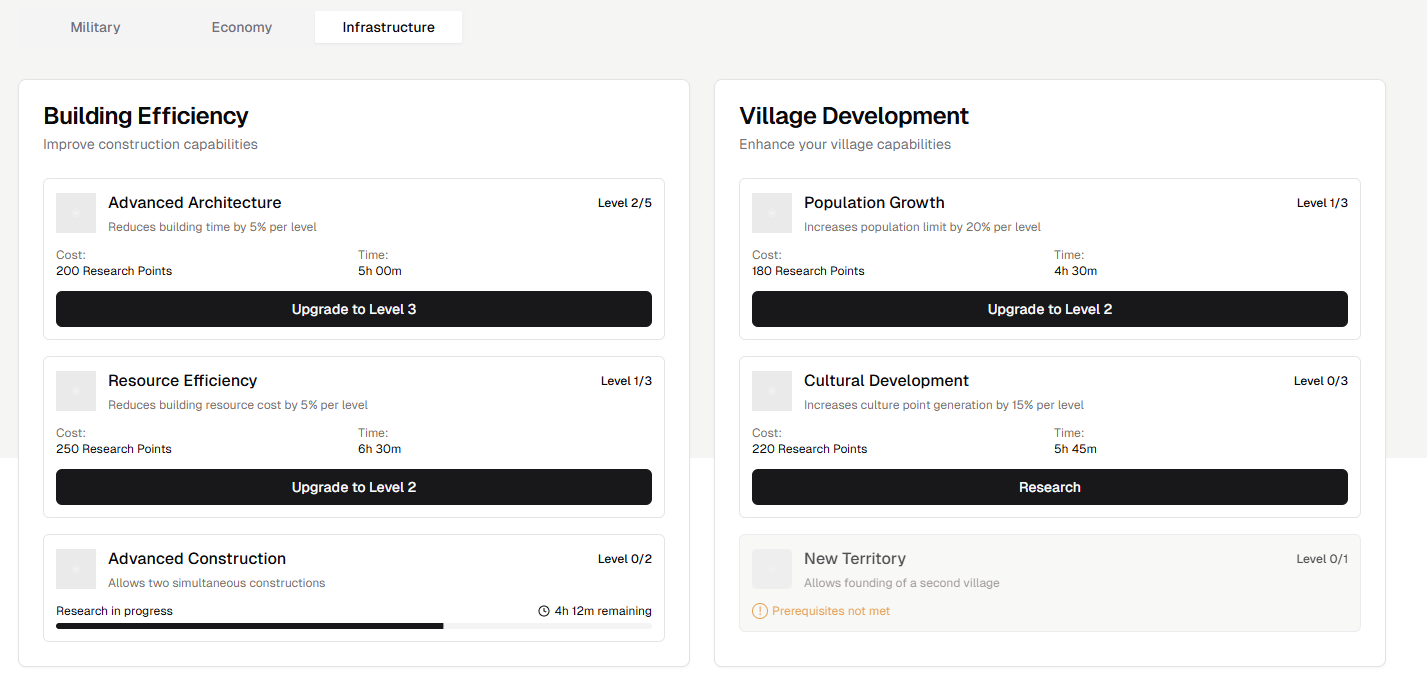 Military
Economy
Infrastructure
Building Efficiency
Improve construction capabilities
Advanced Architecture
Level 2/5
Reduces building time by 5% per level
Cost:
Time:
200 Research Points
5h 00m
Upgrade to Level 3
Resource Efficiency
Level 1/3
Reduces building resource cost by 5% per level
Cost:
Time:
250 Research Points
6h 30m
Upgrade to Level 2
Advanced Construction
Level 0/2
Allows two simultaneous constructions
Research in progress
4h 12m remaining
Village Development
Enhance your village capabilities
Population Growth
Level 1/3
Increases population limit by 20% per level
Cost:
Time:
180 Research Points
4h 30m
Upgrade to Level 2
Cultural Development
Level 0/3
Increases culture point generation by 15% per level
Cost:
Time:
220 Research Points
5h 45m
Research
New Territory
Level 0/1
Allows founding of a second village
Prerequisites not met